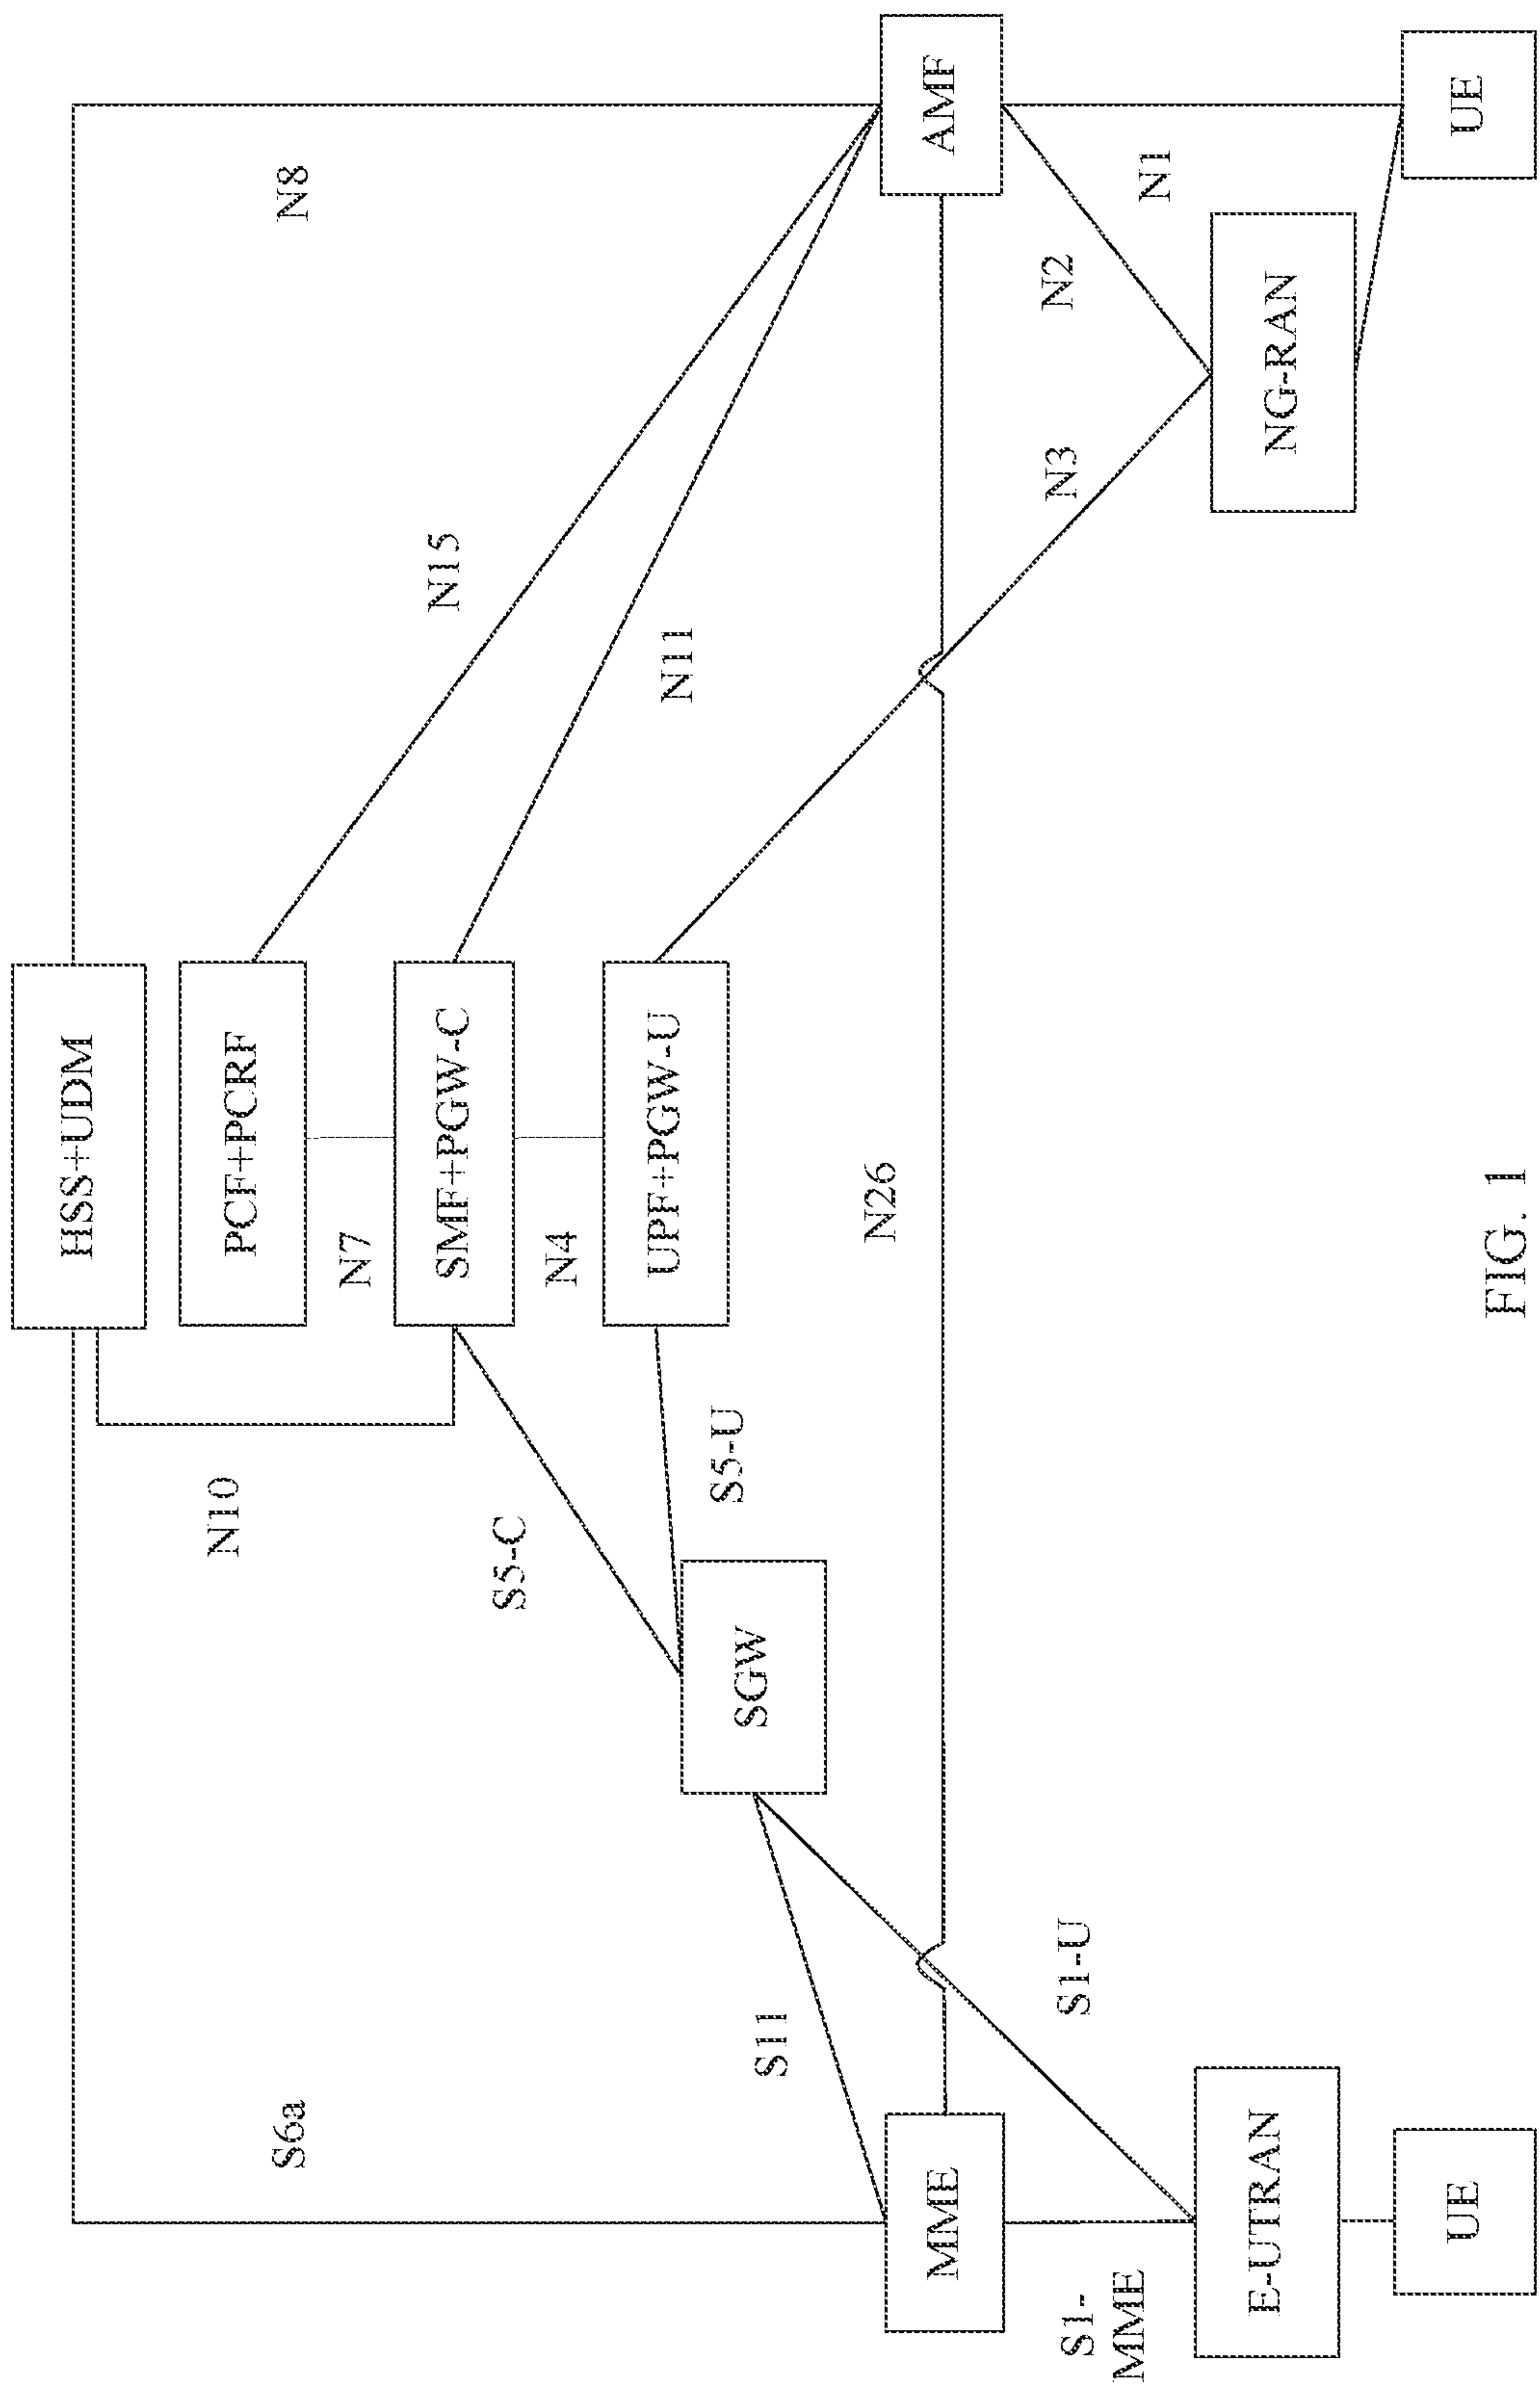 HSS+UDM
S6a
N8
N10
PCF+PCRF
N15
N7
SMF+PGW-C
N11
S5-C
N4
UPF+PGW-U
S5-U
SGW
S11
N26
MME
AMF
S1-U
S1-
MME
N3
N2
N1
E-UTRAN
NG-RAN
UE
UE
FIG. 1